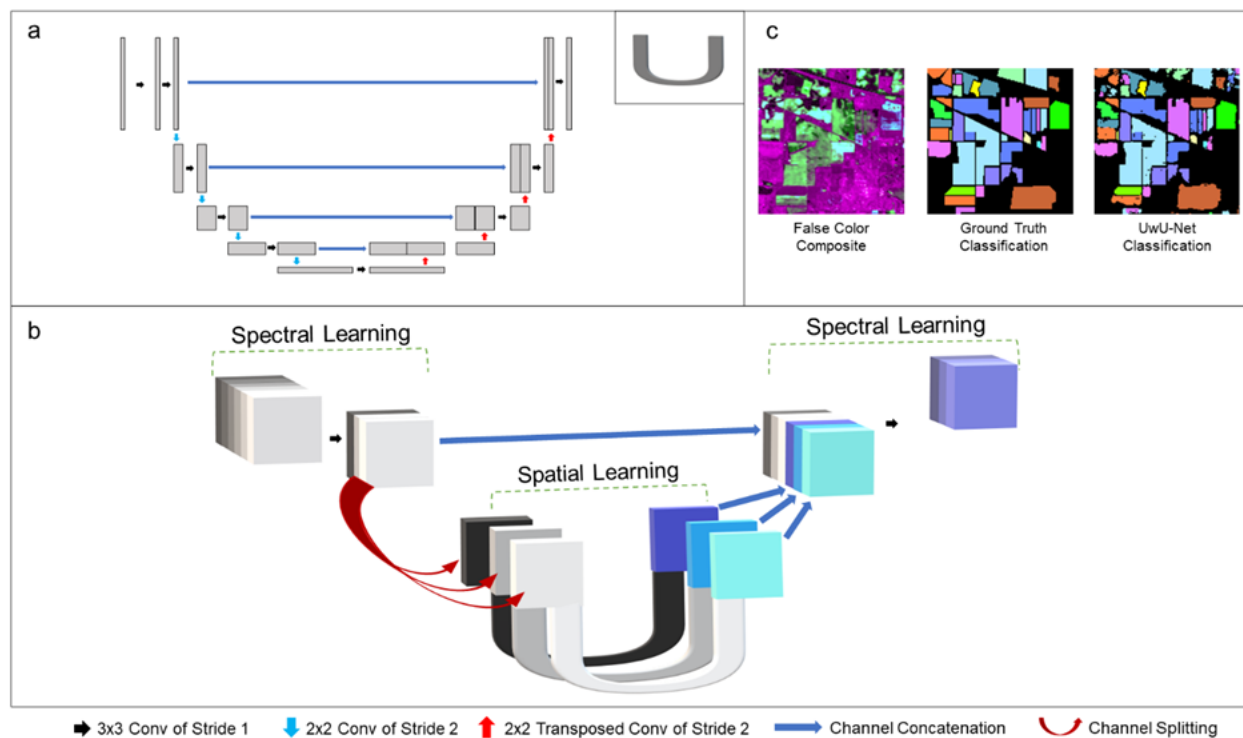 a
c
False Color
Composite
Ground Truth
Classification
UwU-Net
Classification
b
Spectral Learning
Spectral Learning
Spatial Learning
3x3 Conv of Stride 1
2x2 Conv of Stride 2
2x2 Transposed Conv of Stride 2
Channel Concatenation
Channel Splitting